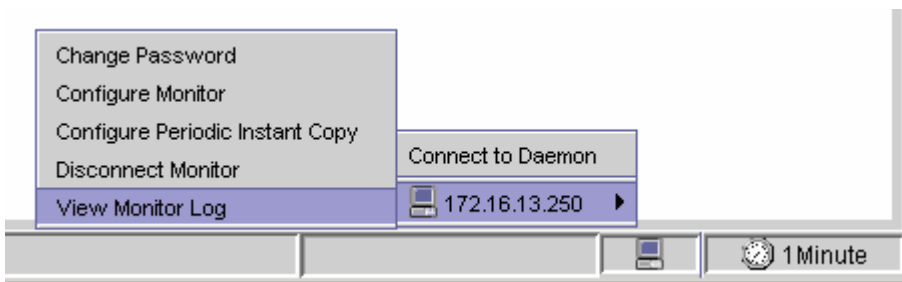 Change Password
Configure Monitor
Configure Periodic Instant Copy
Disconnect Monitor
View Monitor Log
Connect to Daemon
172.16.13.250
1Minute